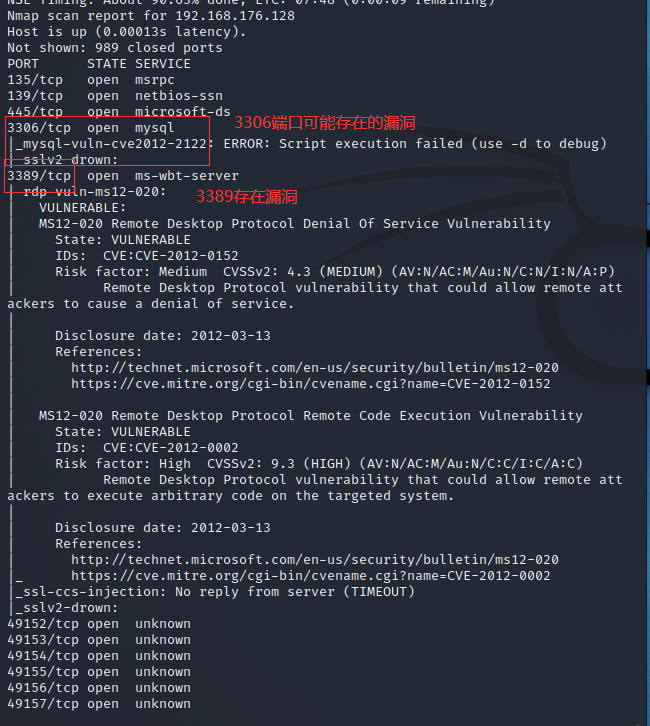 NSE Timing: About 90.63% done; ETC: 07:48 (0:00:09 remaining)
Nmap scan report for 192.168.176.128
Host is up (0.00013s latency).
Not shown: 989 closed ports
PORT      STATE SERVICE
135/tcp   open  msrpc
139/tcp   open  netbios-ssn
445/tcp   open  microsoft-ds
3306/tcp  open  mysql 3306端口可能存在的漏洞
|_mysql-vuln-cve2012-2122: ERROR: Script execution failed (use -d to debug)
|_sslv2-drown:
3389/tcp  open  ms-wbt-server
| rdp-vuln-ms12-020: 3389存在漏洞
|   VULNERABLE:
|   MS12-020 Remote Desktop Protocol Denial Of Service Vulnerability
|     State: VULNERABLE
|     IDs:  CVE:CVE-2012-0152
|     Risk factor: Medium  CVSSv2: 4.3 (MEDIUM) (AV:N/AC:M/Au:N/C:N/I:N/A:P)
|           Remote Desktop Protocol vulnerability that could allow remote att
ackers to cause a denial of service.
|
|     Disclosure date: 2012-03-13
|     References:
|       http://technet.microsoft.com/en-us/security/bulletin/ms12-020
|       https://cve.mitre.org/cgi-bin/cvename.cgi?name=CVE-2012-0152
|
|   MS12-020 Remote Desktop Protocol Remote Code Execution Vulnerability
|     State: VULNERABLE
|     IDs:  CVE:CVE-2012-0002
|     Risk factor: High  CVSSv2: 9.3 (HIGH) (AV:N/AC:M/Au:N/C:C/I:C/A:C)
|           Remote Desktop Protocol vulnerability that could allow remote att
ackers to execute arbitrary code on the targeted system.
|
|     Disclosure date: 2012-03-13
|     References:
|       http://technet.microsoft.com/en-us/security/bulletin/ms12-020
|_      https://cve.mitre.org/cgi-bin/cvename.cgi?name=CVE-2012-0002
|_ssl-ccs-injection: No reply from server (TIMEOUT)
|_sslv2-drown:
49152/tcp open  unknown
49153/tcp open  unknown
49154/tcp open  unknown
49155/tcp open  unknown
49156/tcp open  unknown
49157/tcp open  unknown